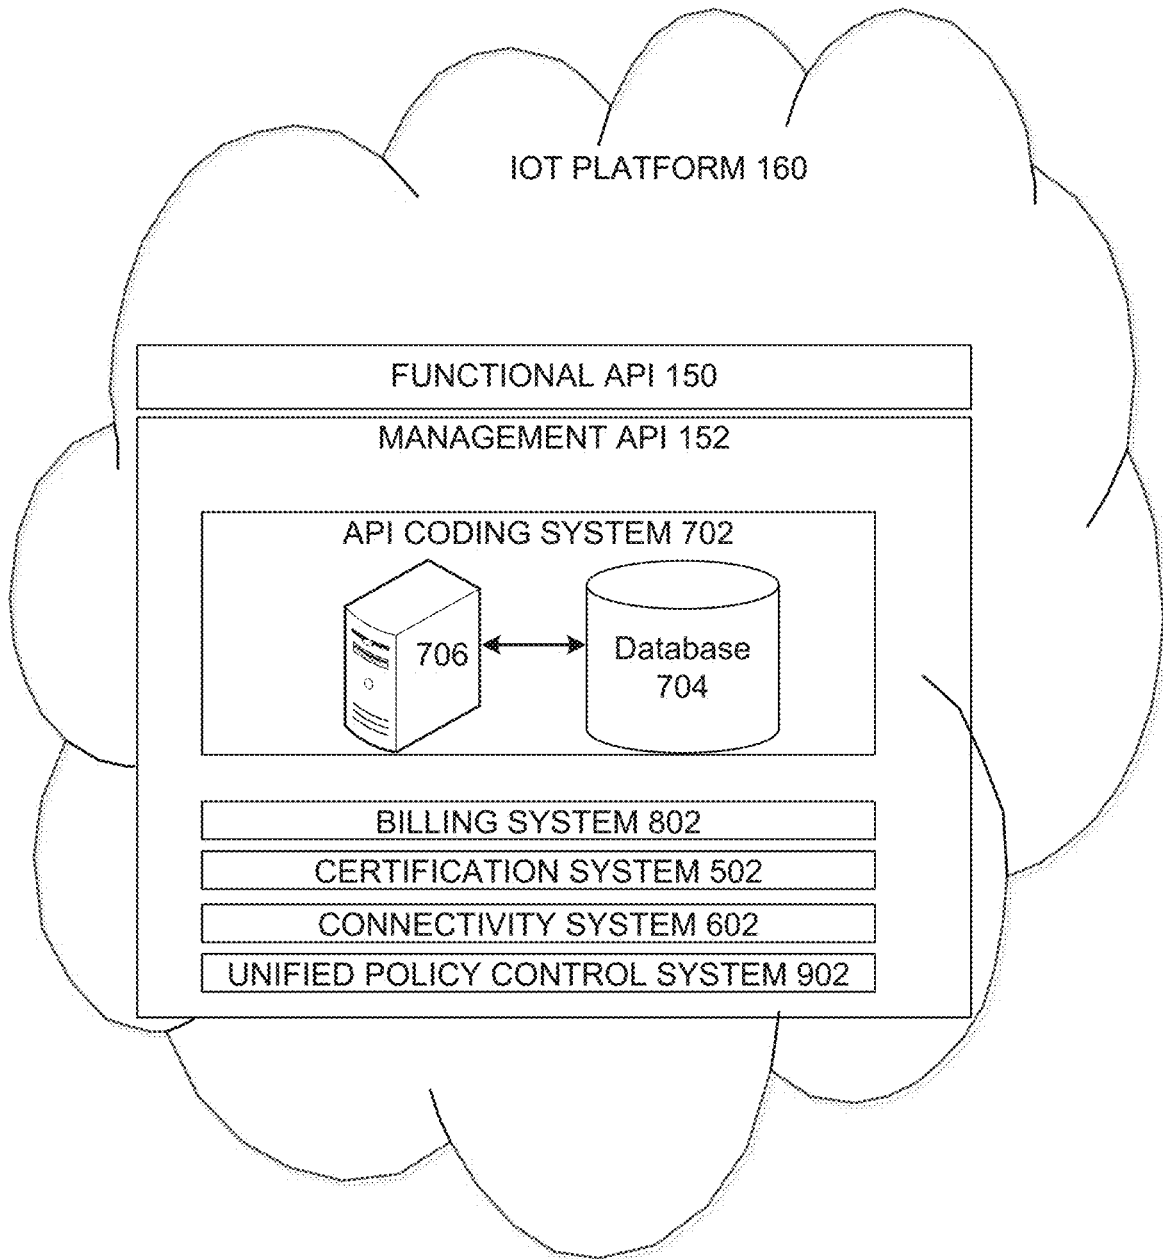 IOT PLATFORM 160
FUNCTIONAL API 150
MANAGEMENT API 152
API CODING SYSTEM 702
706
Database
704
BILLING SYSTEM 802
CERTIFICATION SYSTEM 502
CONNECTIVITY SYSTEM 602
UNIFIED POLICY CONTROL SYSTEM 902